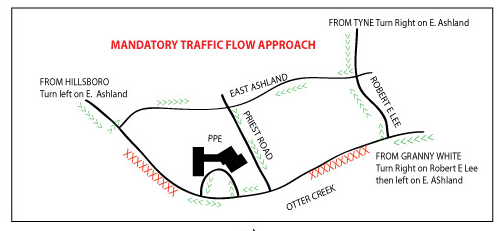 FROM TYNE Turn Right on E. Ashland
MANDATORY TRAFFIC FLOW APPROACH
FROM HILLSBORO
Turn left on E. Ashland
EAST ASHLAND
ROBERT E LEE
PRIEST ROAD
PPE
FROM GRANNY WHITE
Turn Right on Robert E Lee
then left on E. AShland
OTTER CREEK